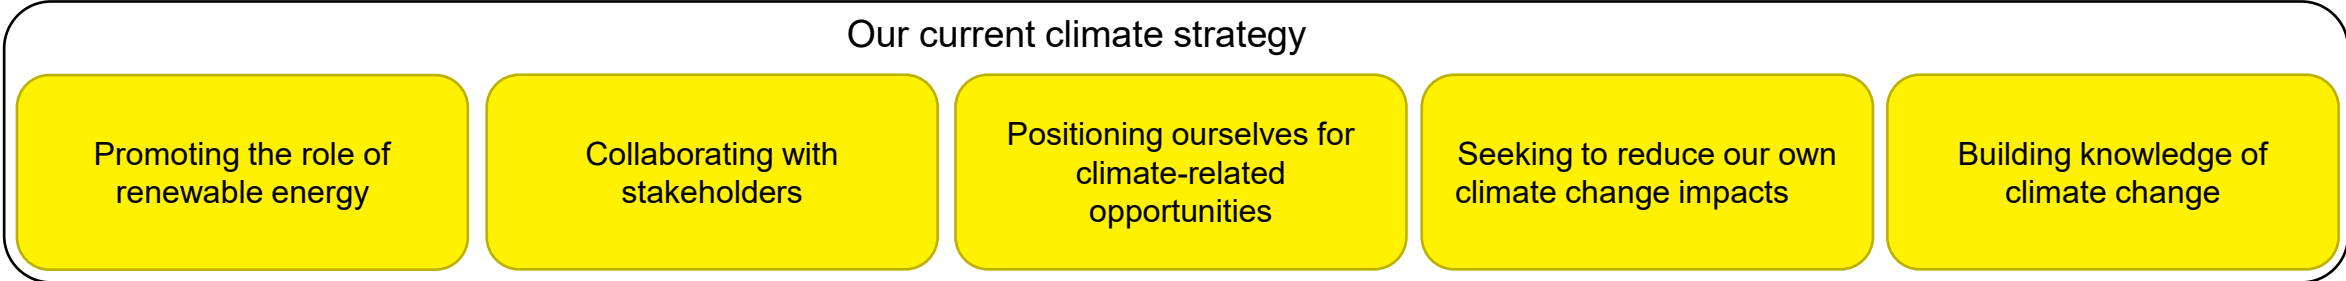 Our current climate strategy
Promoting the role of
renewable energy
Collaborating with
stakeholders
Positioning ourselves for
climate-related
opportunities
Seeking to reduce our own
climate change impacts
Building knowledge of
climate change